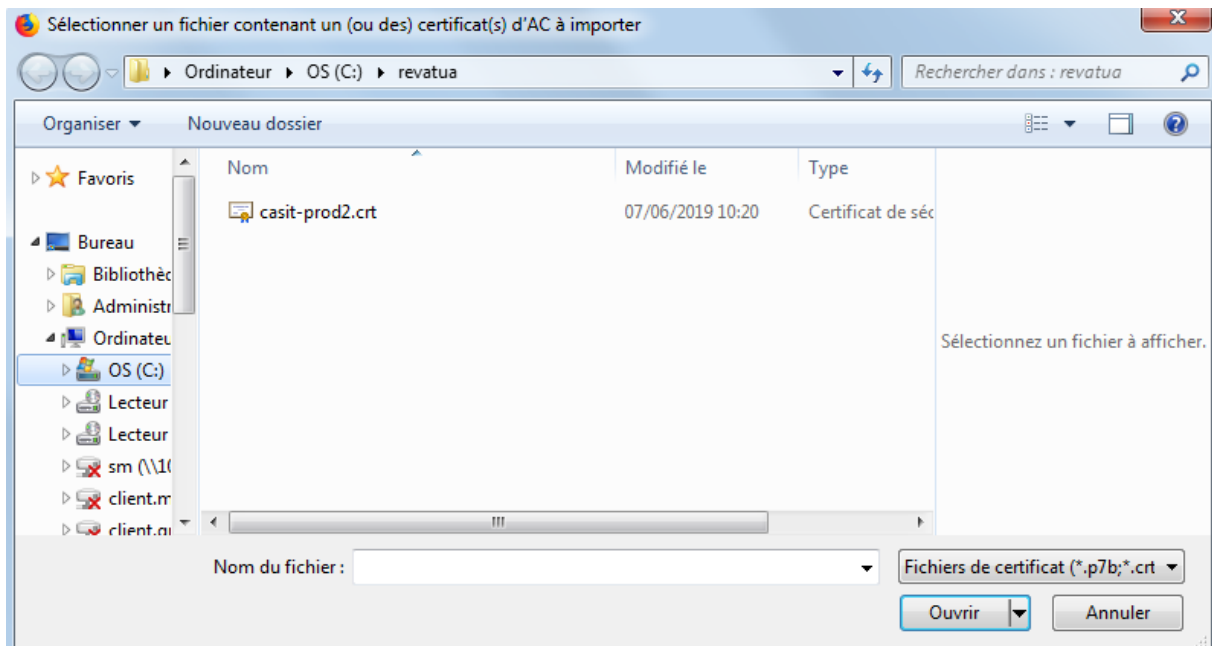 Sélectionner un fichier contenant un (ou des) certificat(s) d'AC à importer
Ordinateur OS (C:) revatua
Rechercher dans : revatua
Organiser Nouveau dossier
Nom Modifié le Type
Favoris
casit-prod2.crt 07/06/2019 10:20 Certificat de séc
Bureau
Bibliothèc
Administr
Ordinateu
Sélectionnez un fichier à afficher.
OS (C:)
Lecteur
Lecteur
sm (\\10
client.m
client.qu
Nom du fichier : Fichiers de certificat (*.p7b;*.crt
Ouvrir Annuler